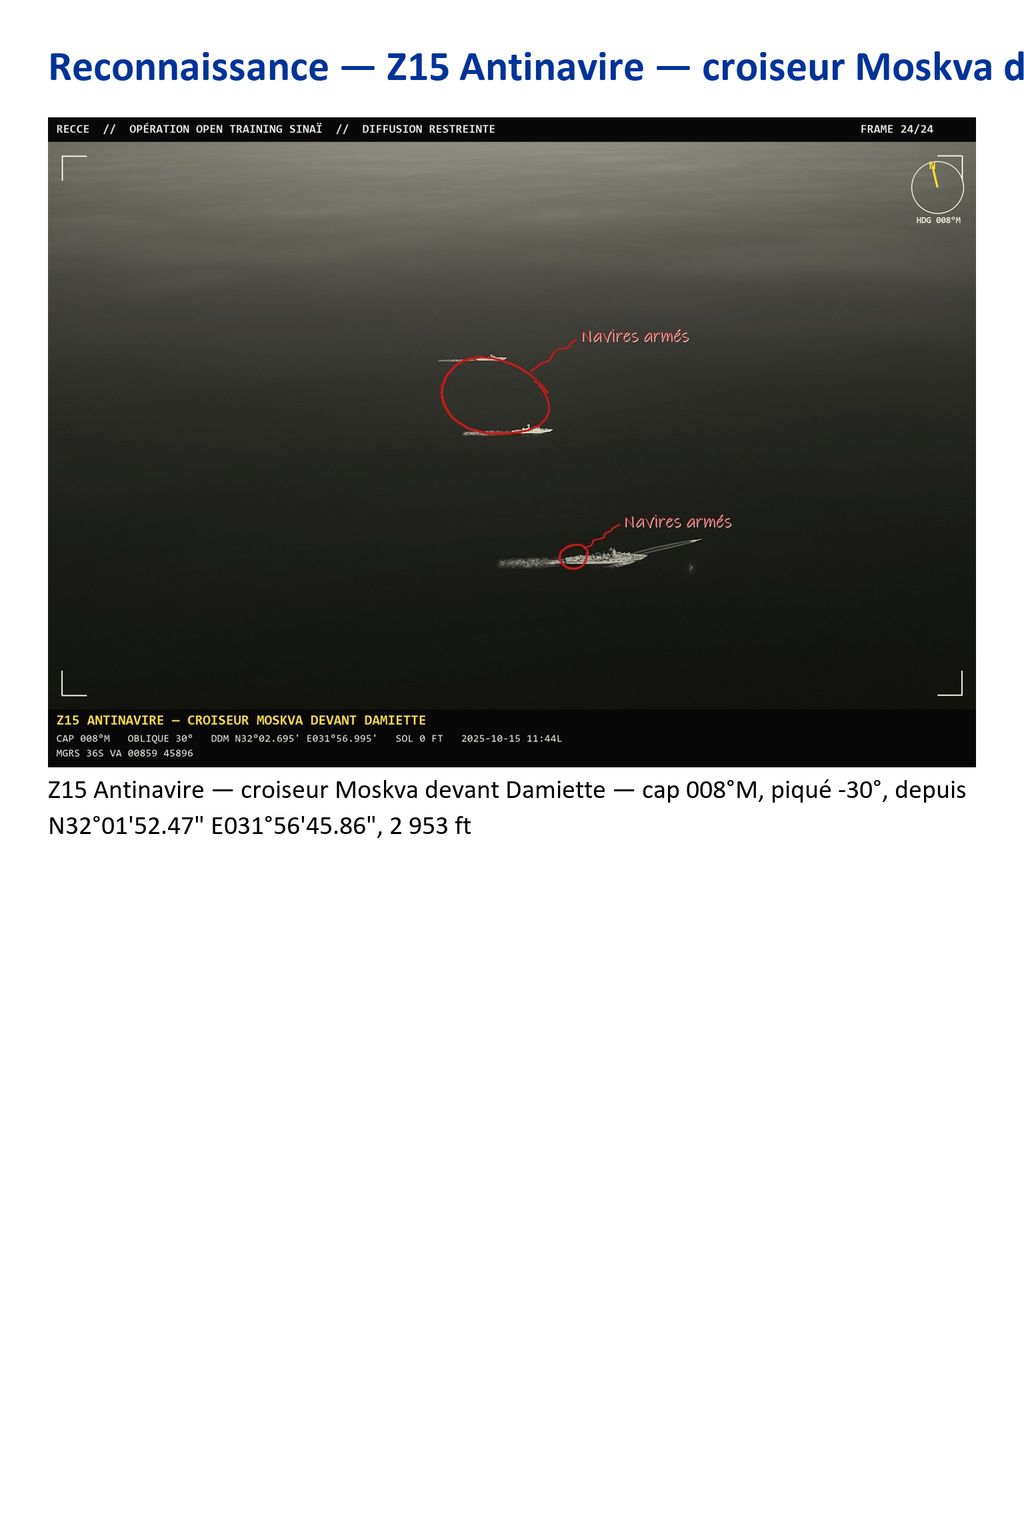 Reconnaissance — Z15 Antinavire — croiseur Moskva d
RECCE // OPÉRATION OPEN TRAINING SINAÏ // DIFFUSION RESTREINTE FRAME 24/24
N
HDG 008°M
Navires armés
Navires armés
Z15 ANTINAVIRE — CROISEUR MOSKVA DEVANT DAMIETTE
CAP 008°M OBLIQUE 30° DDM N32°02.695' E031°56.995' SOL 0 FT 2025-10-15 11:44L
MGRS 36S VA 00859 45896
Z15 Antinavire — croiseur Moskva devant Damiette — cap 008°M, piqué -30°, depuis
N32°01'52.47" E031°56'45.86", 2 953 ft